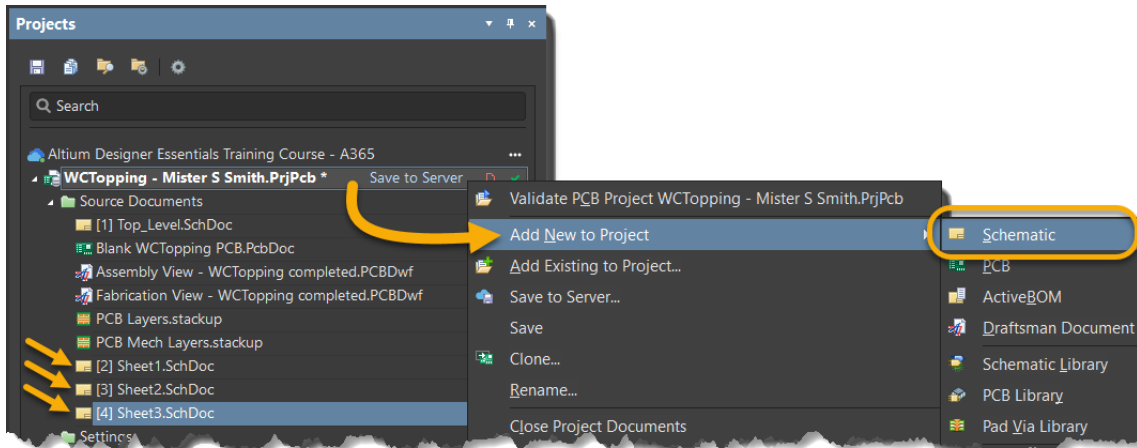 Projects
Search
Altium Designer Essentials Training Course - A365
WCTopping - Mister S Smith.PrjPcb * Save to Server
Source Documents
[1] Top_Level.SchDoc
Blank WCTopping PCB.PcbDoc
Assembly View - WCTopping completed.PCBDwf
Fabrication View - WCTopping completed.PCBDwf
PCB Layers.stackup
PCB Mech Layers.stackup
[2] Sheet1.SchDoc
[3] Sheet2.SchDoc
[4] Sheet3.SchDoc
Settings
Validate PCB Project WCTopping - Mister S Smith.PrjPcb
Add New to Project
Add Existing to Project...
Save to Server...
Save
Clone...
Rename...
Close Project Documents
Schematic
PCB
ActiveBOM
Draftsman Document
Schematic Library
PCB Library
Pad Via Library